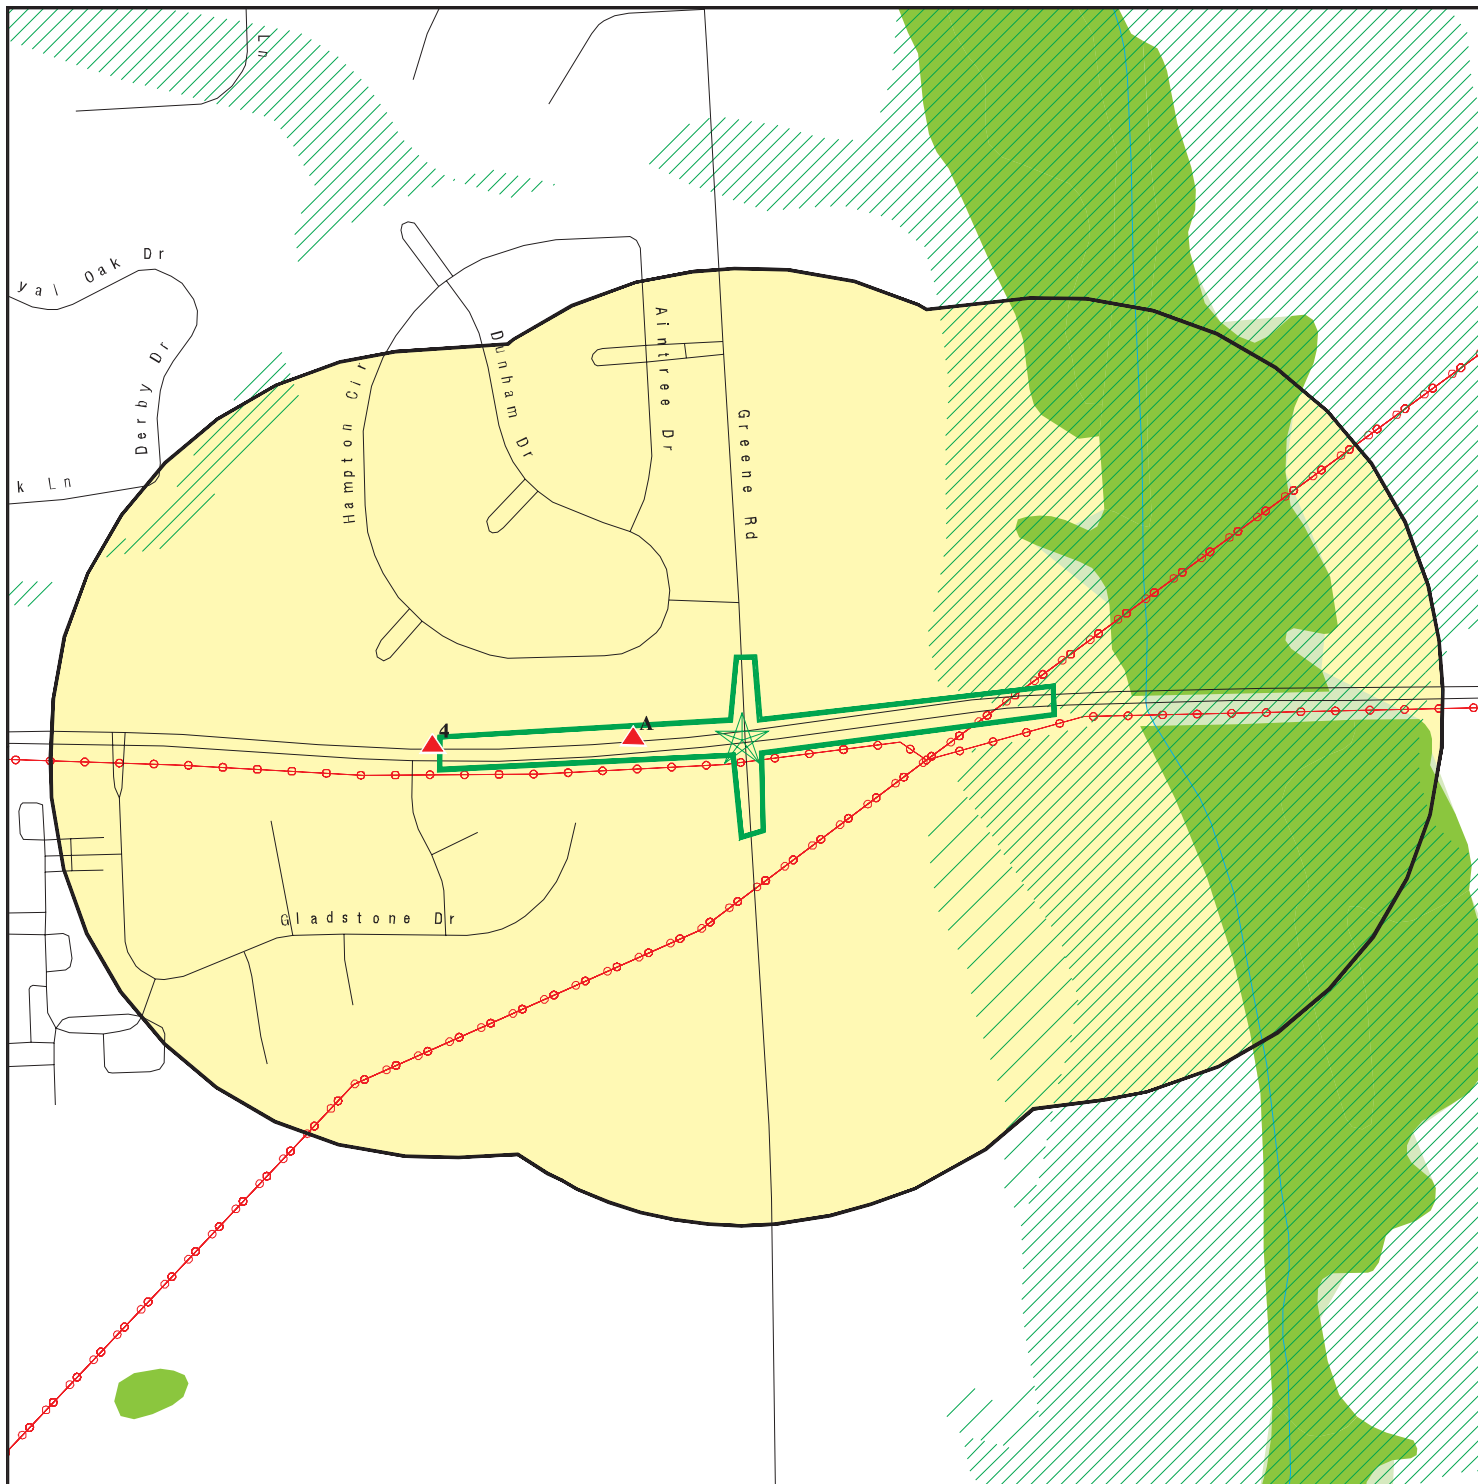 Ln
yal Oak Dr
Derby Dr
k Ln
Hampton Cir
Dunham Dr
Aintree Dr
Greene Rd
4
A
Gladstone Dr